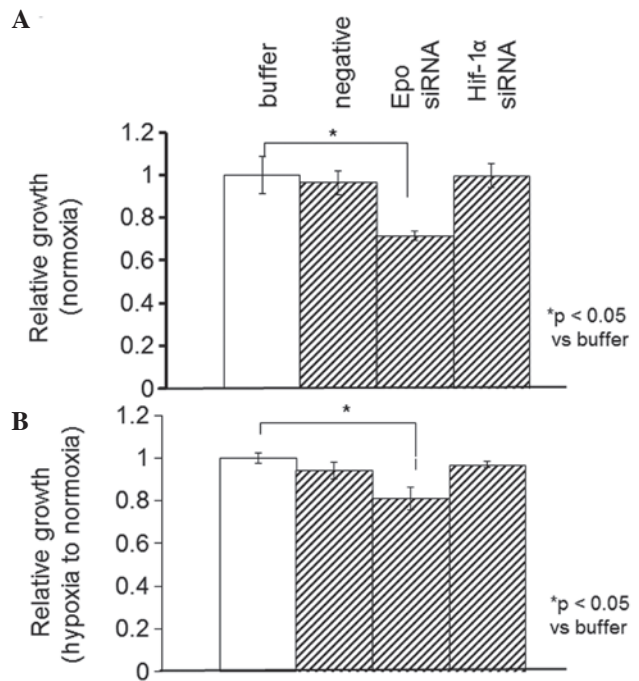 A
buffer
negative
Epo
siRNA
Hif-1α
siRNA
*
1.2
1
0.8
0.6
0.4
0.2
0
Relative growth
(normoxia)
*p < 0.05
vs buffer
B
*
1.2
1
0.8
0.6
0.4
0.2
0
Relative growth
(hypoxia to normoxia)
*p < 0.05
vs buffer